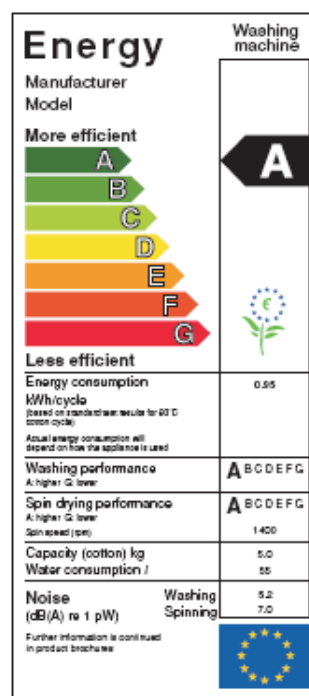 Energy
Washing
machine
Manufacturer
Model
More efficient
A
A
B
C
D
E
F
G
Less efficient
Energy consumption 0.95
kWh/cycle
(based on standard test results for 60°C
cotton cycle)
Actual energy consumption will
depend on how the appliance is used
Washing performance A B C D E F G
A: higher G: lower
Spin drying performance A B C D E F G
A: higher G: lower
Spin speed (rpm) 1400
Capacity (cotton) kg 5.0
Water consumption l 55
Noise Washing 5.2
(dB(A) re 1 pW) Spinning 7.0
Further information is continued
in product brochures